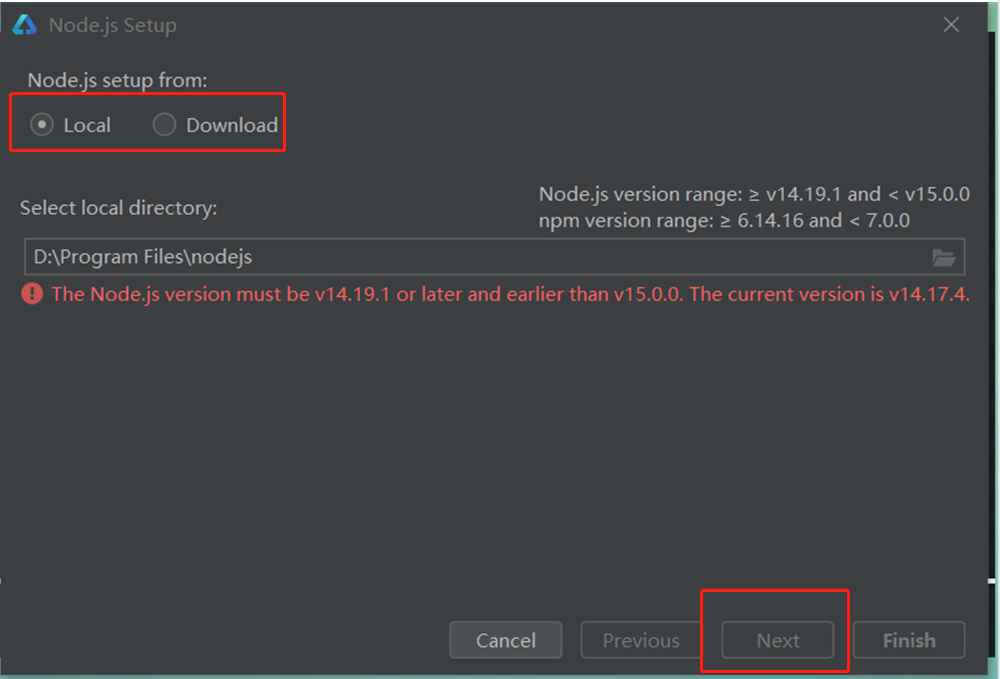 Node.js Setup
Node.js setup from:
Local Download
Node.js version range: ≥ v14.19.1 and < v15.0.0
Select local directory:
npm version range: ≥ 6.14.16 and < 7.0.0
D:\Program Files\nodejs
The Node.js version must be v14.19.1 or later and earlier than v15.0.0. The current version is v14.17.4.
Cancel Previous Next Finish